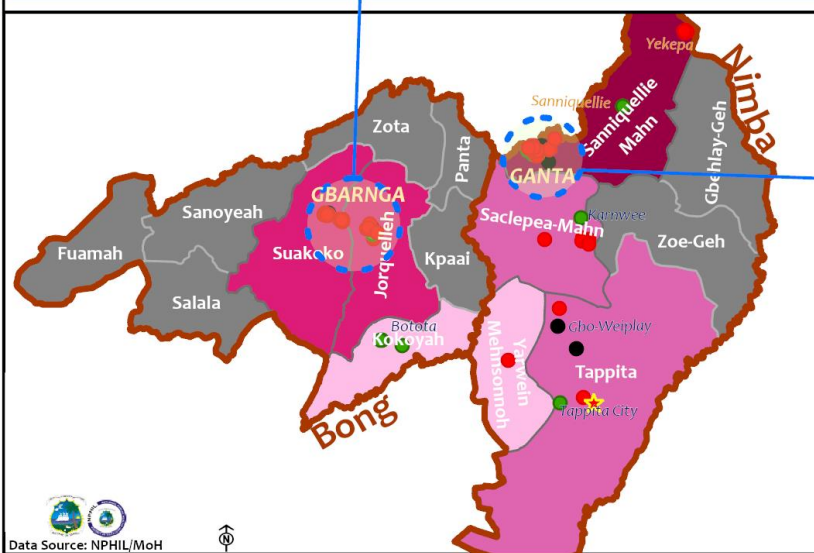 Yekepa
Nimba
Sanniquellie
Sanniquellie
Mahn
Gbehlay-Geh
Zota
Panta
GANTA
GBARNGA
Sanoyeah
Saclepea-Mahn
Karnwee
Zoe-Geh
Fuamah
Suakoko
Jorquelleh
Kpaai
Salala
Botota
Kokoyah
Gbo-Weiplay
Yarwein
Mehnsonnoh
Tappita
Tappita City
Bong
Data Source: NPHIL/MoH
N